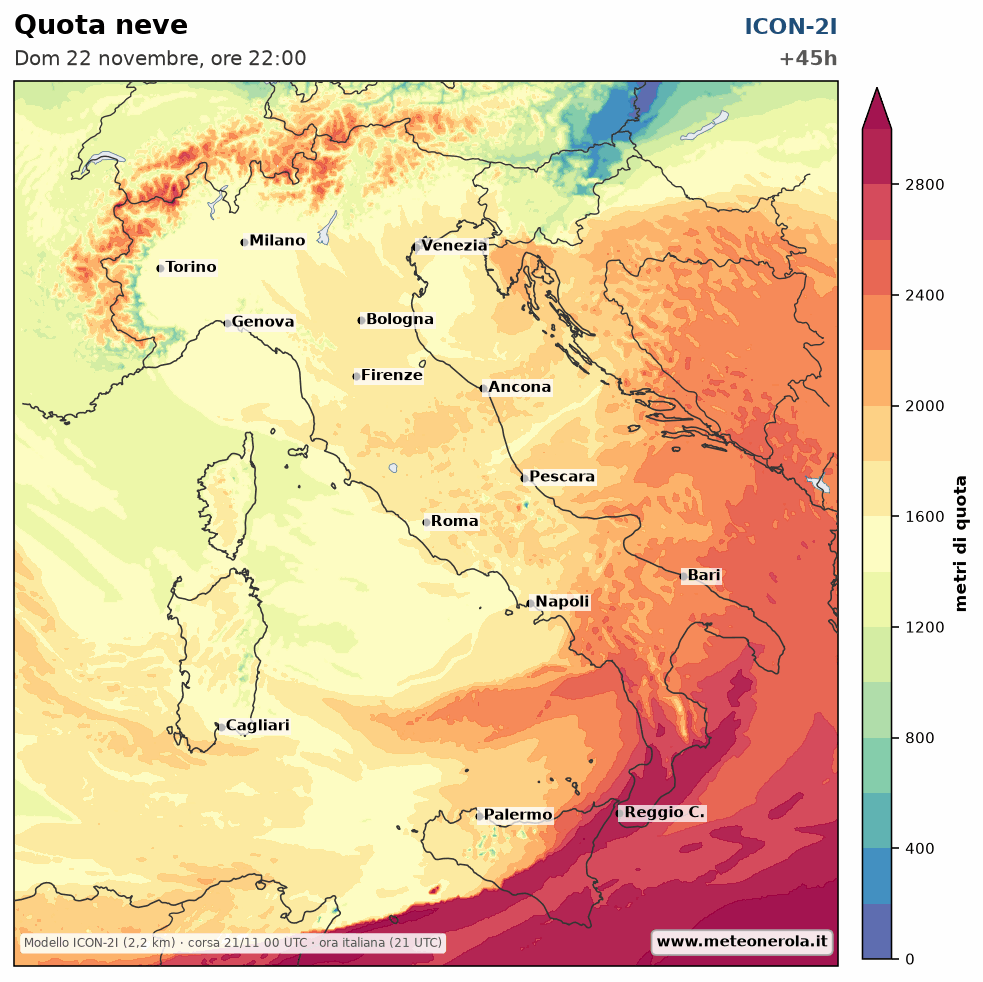 Quota neve
ICON-2I
Dom 22 novembre, ore 22:00
+45h
Milano
Venezia
Torino
Genova
Bologna
Firenze
Ancona
Pescara
Roma
Bari
Napoli
Cagliari
Palermo
Reggio C.
2800
2400
2000
1600
1200
800
400
0
metri di quota
Modello ICON-2I (2,2 km) · corsa 21/11 00 UTC · ora italiana (21 UTC)
www.meteonerola.it